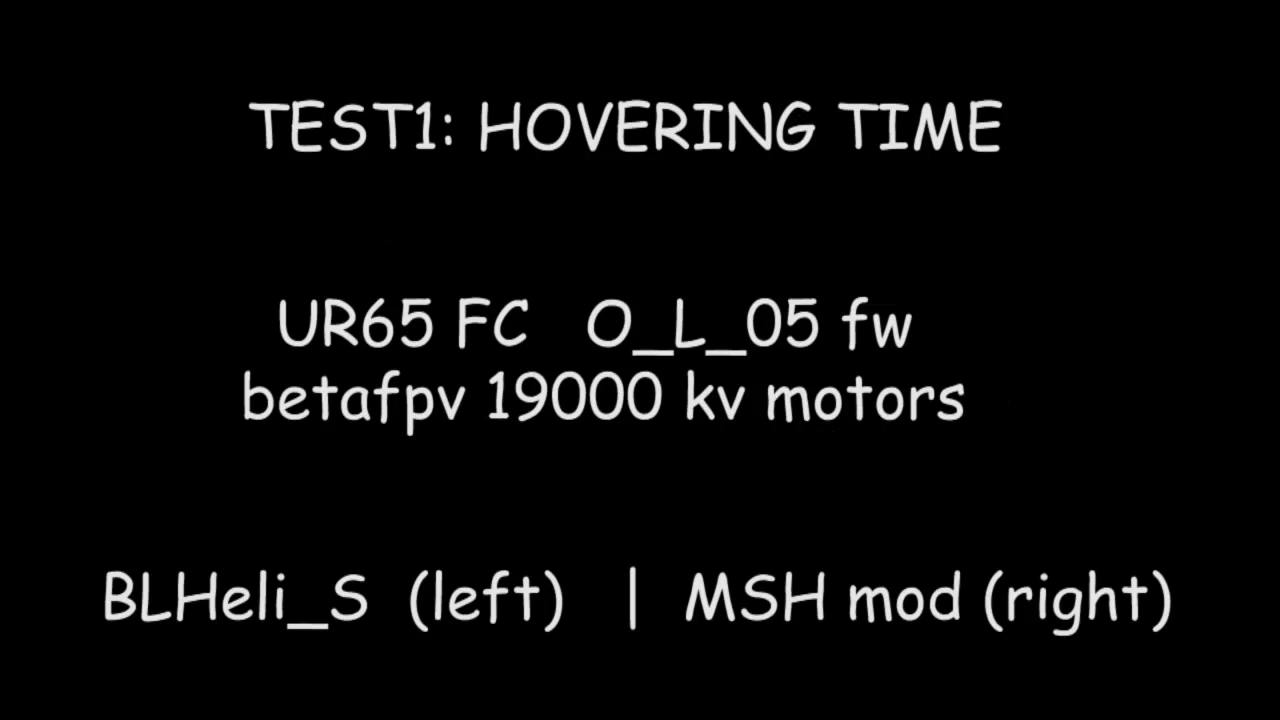 TEST1: HOVERING TIME
UR65 FC O_L_05 fw
betafpv 19000 kv motors
BLHeli_S (left) | MSH mod (right)